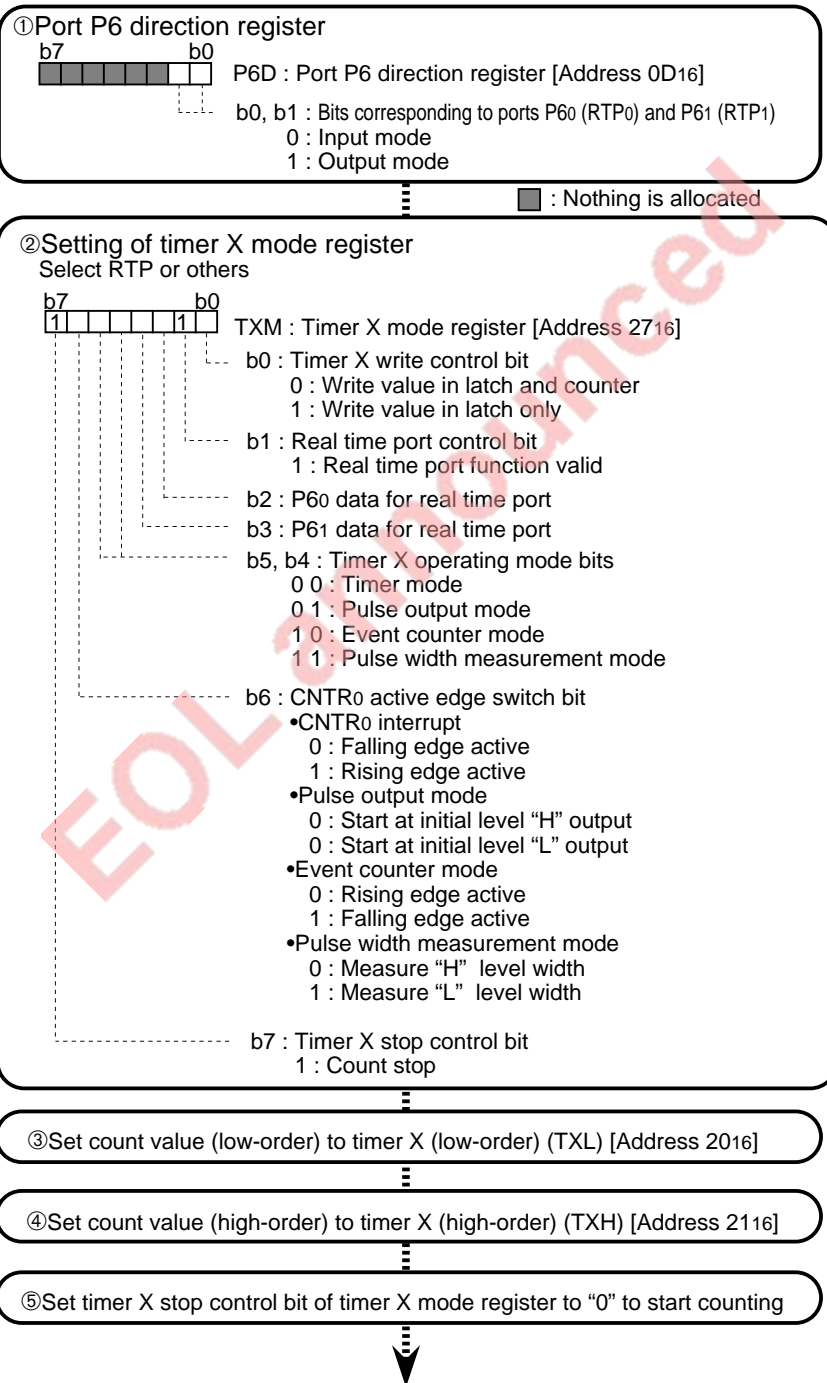 ①Port P6 direction register
b7 b0
P6D : Port P6 direction register [Address 0D16]
b0, b1 : Bits corresponding to ports P60 (RTP0) and P61 (RTP1)
0 : Input mode
1 : Output mode
: Nothing is allocated
②Setting of timer X mode register
Select RTP or others
b7 b0
1 1 TXM : Timer X mode register [Address 2716]
b0 : Timer X write control bit
0 : Write value in latch and counter
1 : Write value in latch only
b1 : Real time port control bit
1 : Real time port function valid
b2 : P60 data for real time port
b3 : P61 data for real time port
b5, b4 : Timer X operating mode bits
0 0 : Timer mode
0 1 : Pulse output mode
1 0 : Event counter mode
1 1 : Pulse width measurement mode
b6 : CNTR0 active edge switch bit
•CNTR0 interrupt
0 : Falling edge active
1 : Rising edge active
•Pulse output mode
0 : Start at initial level “H” output
0 : Start at initial level “L” output
•Event counter mode
0 : Rising edge active
1 : Falling edge active
•Pulse width measurement mode
0 : Measure “H” level width
1 : Measure “L” level width
b7 : Timer X stop control bit
1 : Count stop
③Set count value (low-order) to timer X (low-order) (TXL) [Address 2016]
④Set count value (high-order) to timer X (high-order) (TXH) [Address 2116]
⑤Set timer X stop control bit of timer X mode register to “0” to start counting
EOL announced